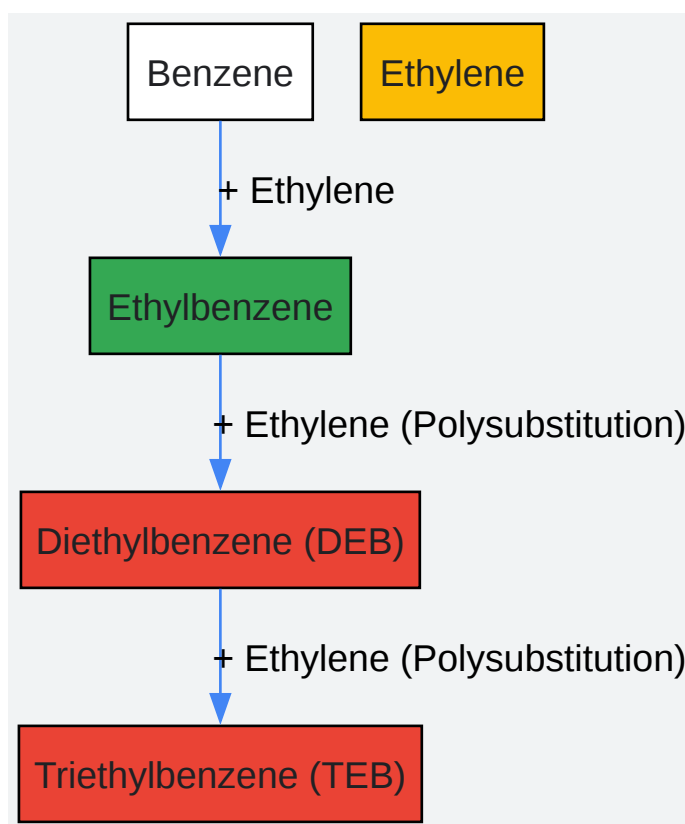 Benzene
Ethylene
+ Ethylene
Ethylbenzene
+ Ethylene (Polysubstitution)
Diethylbenzene (DEB)
+ Ethylene (Polysubstitution)
Triethylbenzene (TEB)